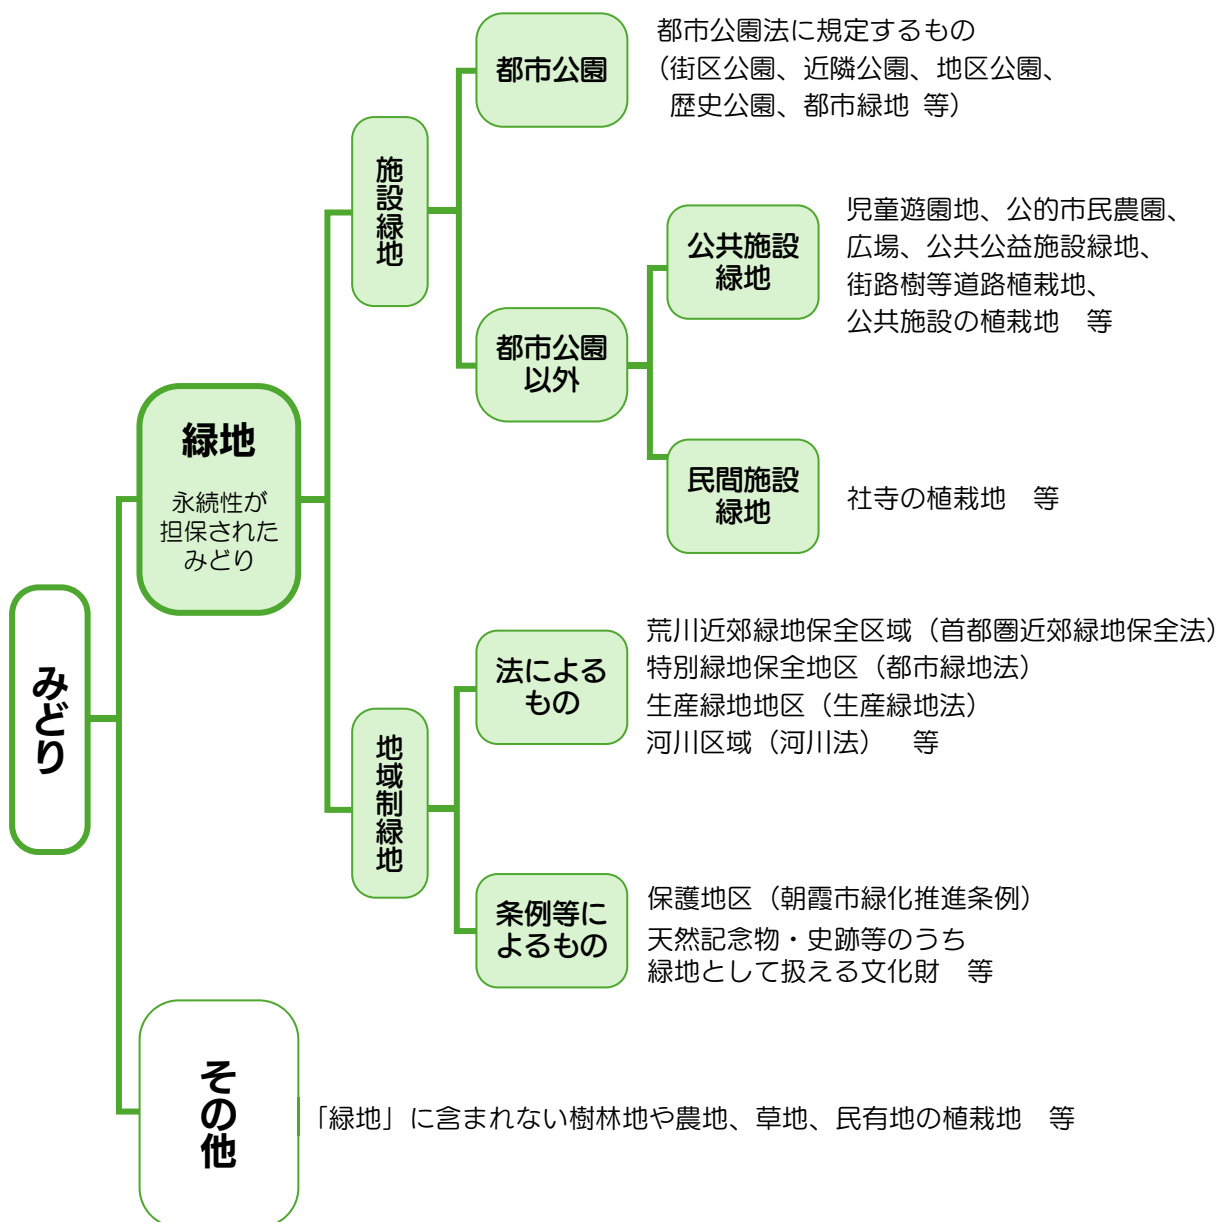 みどり
緑地
永続性が
担保された
みどり
施設緑地
都市公園
都市公園法に規定するもの
(街区公園、近隣公園、地区公園、
歴史公園、都市緑地 等)
都市公園
以外
公共施設
緑地
児童遊園地、公的市民農園、
広場、公共公益施設緑地、
街路樹等道路植栽地、
公共施設の植栽地　等
民間施設
緑地
社寺の植栽地　等
地域制緑地
法による
もの
荒川近郊緑地保全区域(首都圏近郊緑地保全法)
特別緑地保全地区(都市緑地法)
生産緑地地区(生産緑地法)
河川区域(河川法)　等
条例等に
よるもの
保護地区(朝霞市緑化推進条例)
天然記念物・史跡等のうち
緑地として扱える文化財　等
その他
「緑地」に含まれない樹林地や農地、草地、民有地の植栽地　等